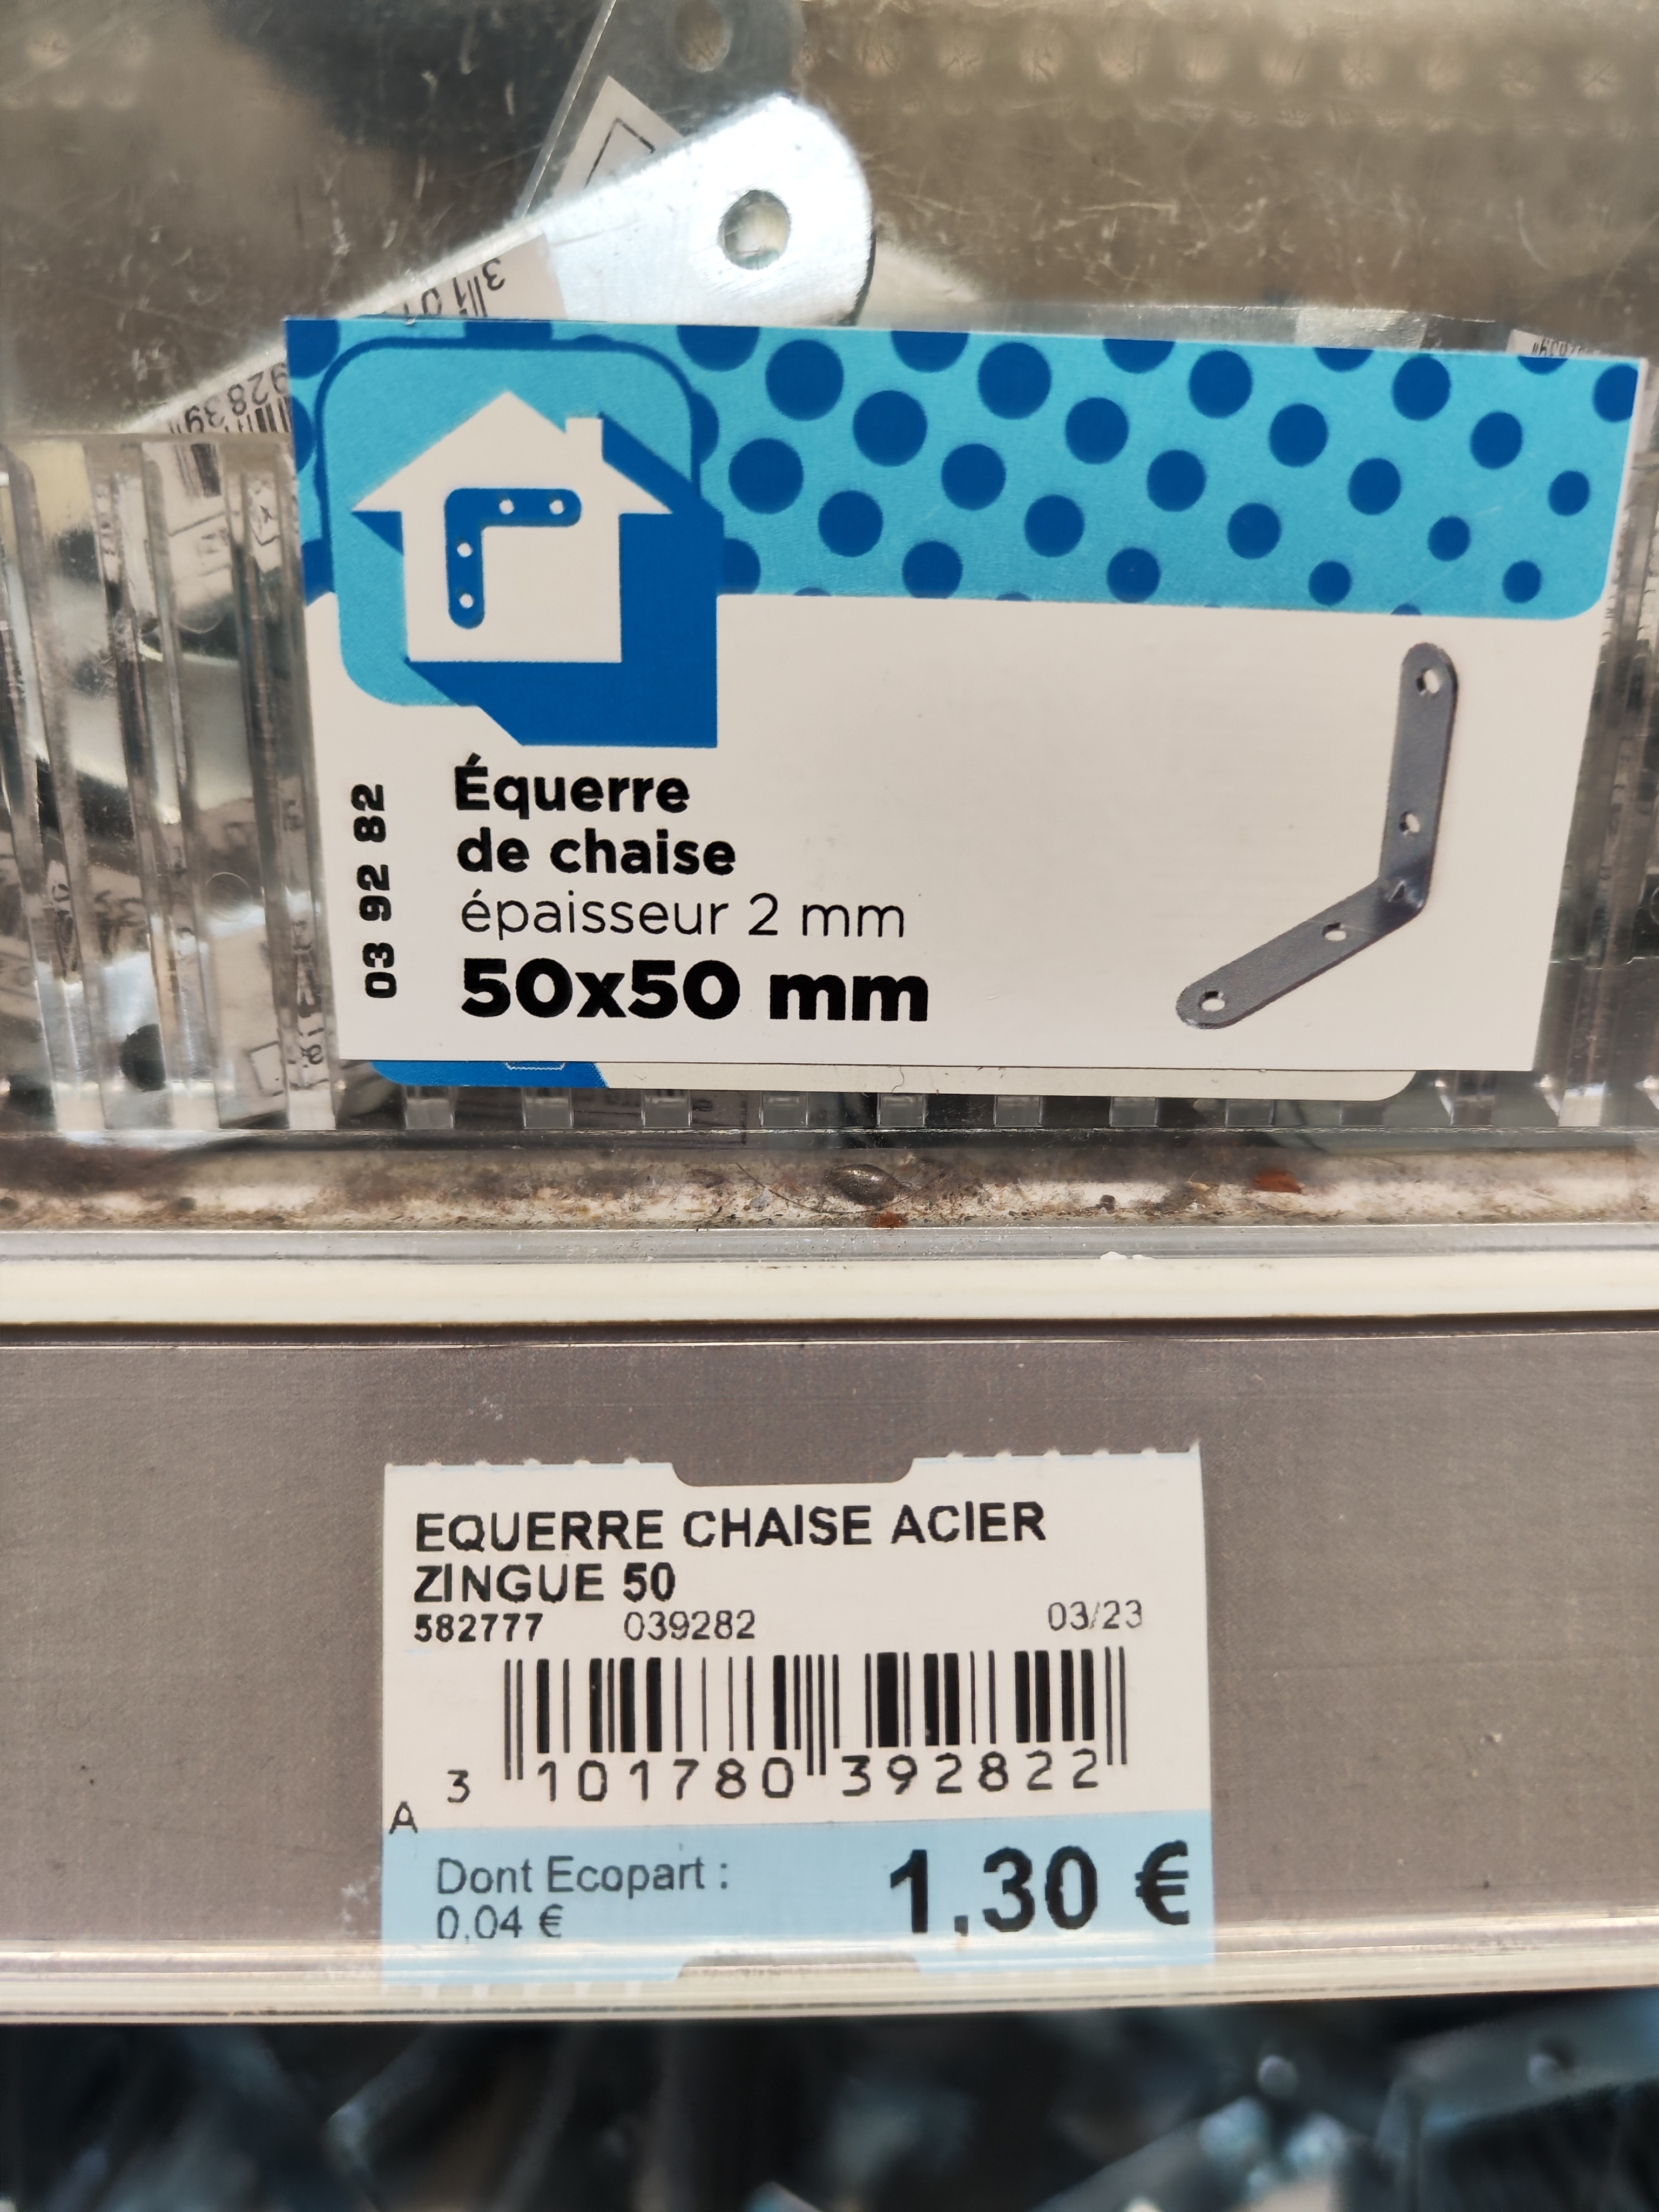 03 92 82
Équerre
de chaise
épaisseur 2 mm
50x50 mm
EQUERRE CHAISE ACIER
ZINGUE 50
582777 039282 03/23
3 101780 392822
A
Dont Ecopart :
0.04 €
1.30 €